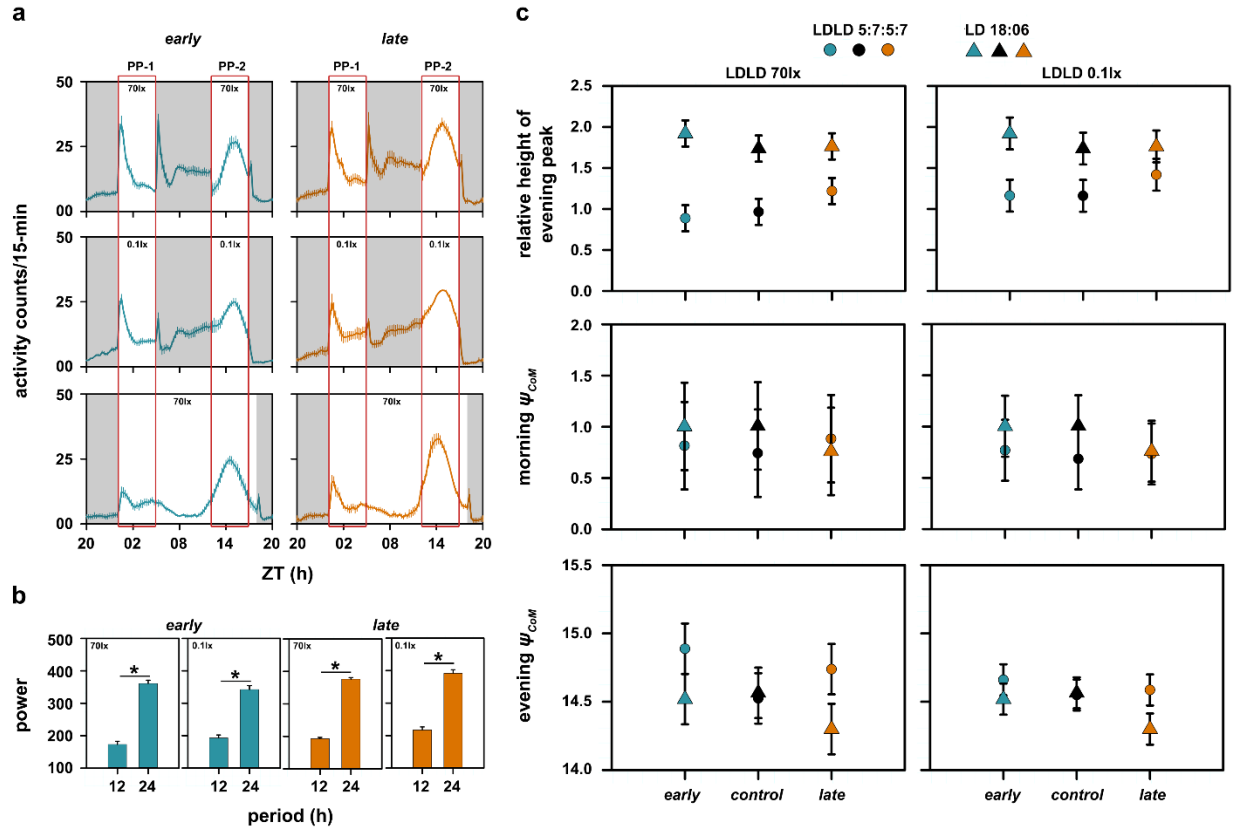 a
early
late
PP-1
PP-2
PP-1
PP-2
50
25
00
70lx
70lx
70lx
70lx
50
25
00
0.1lx
0.1lx
0.1lx
0.1lx
50
25
00
70lx
70lx
20 02 08 14 20
20 02 08 14 20
activity counts/15-min
ZT (h)
b
early
late
500
400
300
200
100
70lx
0.1lx
70lx
0.1lx
* * * *
12 24 12 24 12 24 12 24
power
period (h)
c
LDLD 5:7:5:7
LD 18:06
LDLD 70lx
LDLD 0.1lx
relative height of
evening peak
2.5
2.0
1.5
1.0
0.5
0.0
morning ψCoM
2.0
1.5
1.0
0.5
0.0
evening ψCoM
15.5
15.0
14.5
14.0
early control late
early control late